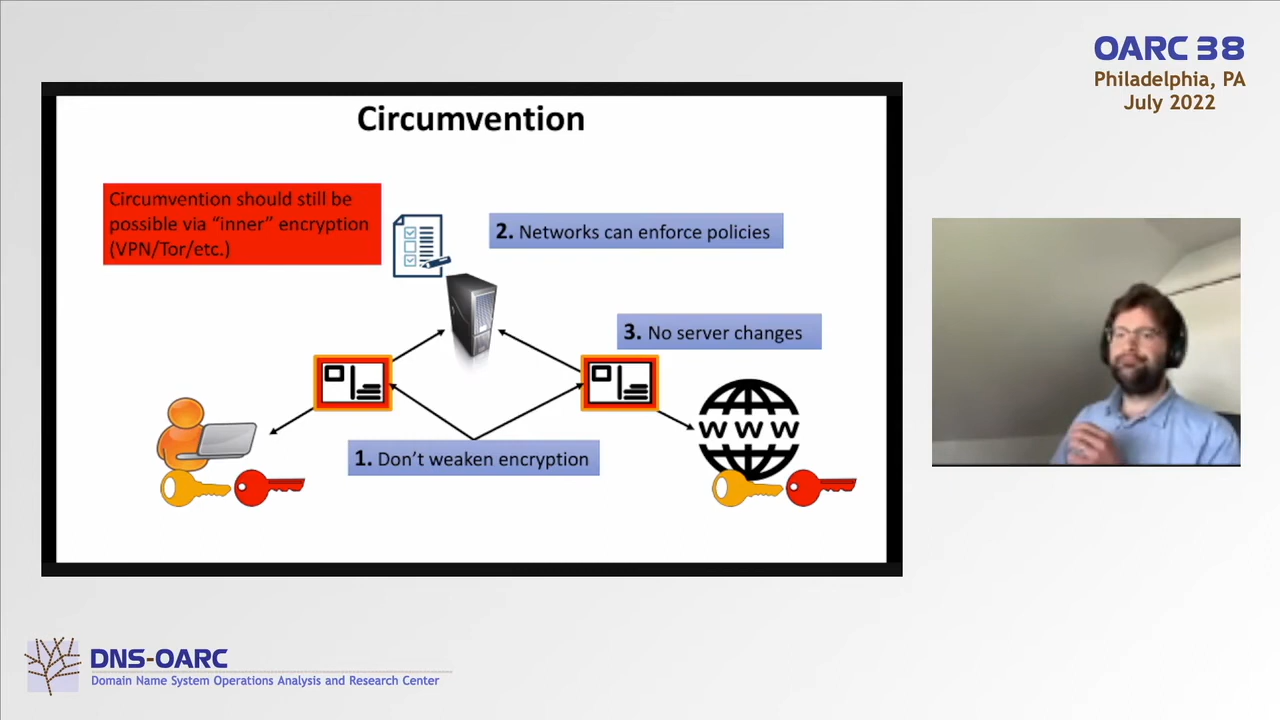 OARC 38
Philadelphia, PA
July 2022
Circumvention
Circumvention should still be
possible via “inner” encryption
(VPN/Tor/etc.)
2. Networks can enforce policies
3. No server changes
W W W
1. Don’t weaken encryption
DNS-OARC
Domain Name System Operations Analysis and Research Center